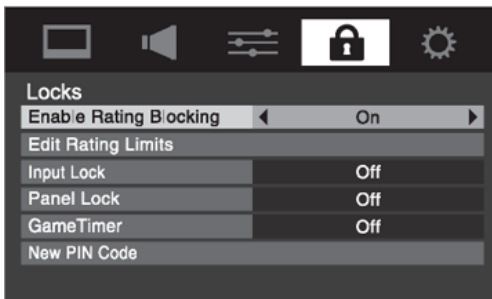 Locks
Enable Rating Blocking On
Edit Rating Limits
Input Lock Off
Panel Lock Off
GameTimer Off
New PIN Code